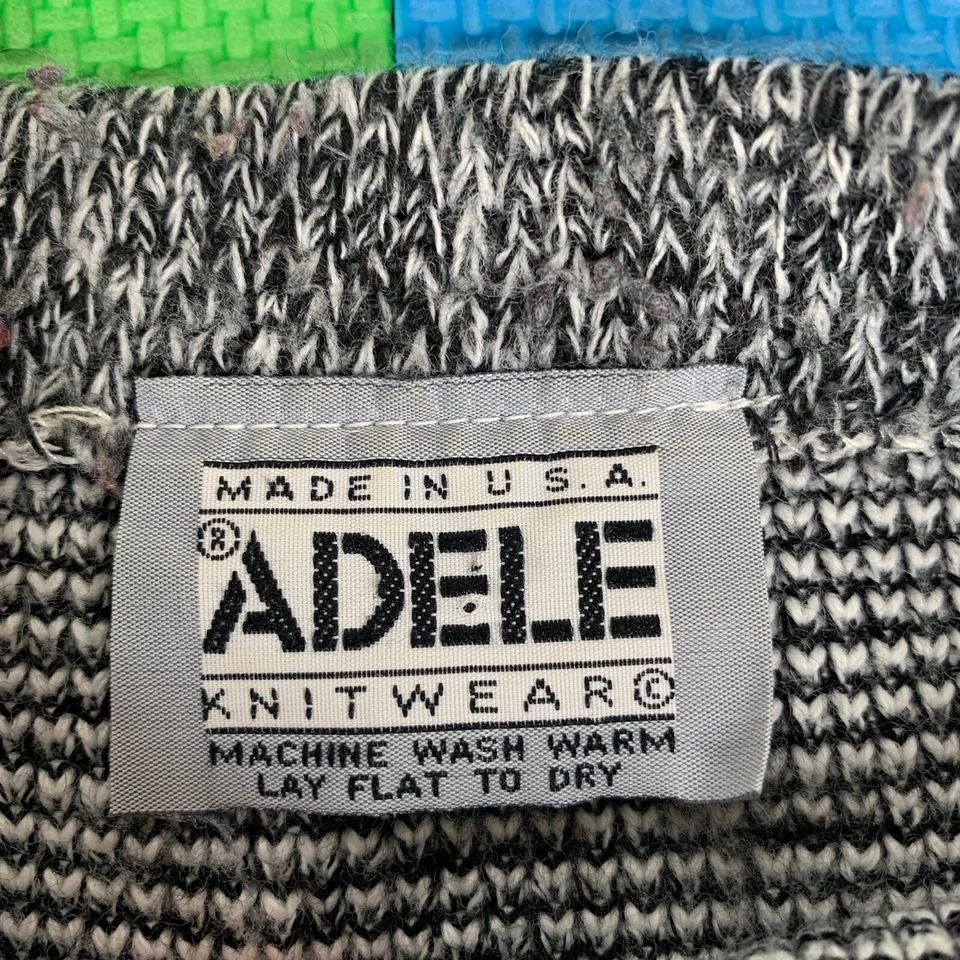 MADE IN U.S.A.
® ADELE
KNITWEAR©
MACHINE WASH WARM
LAY FLAT TO DRY